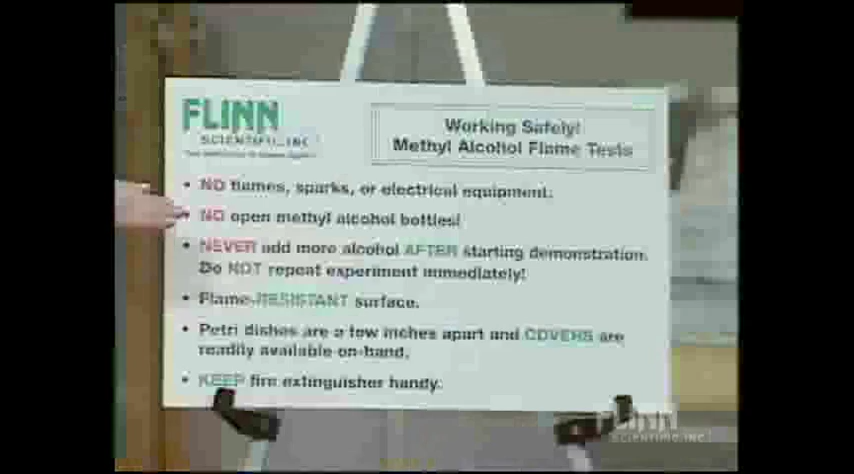 FLINN
SCIENTIFIC, INC.
Working Safely!
Methyl Alcohol Flame Tests
• NO flames, sparks, or electrical equipment.
• NO open methyl alcohol bottles!
• NEVER add more alcohol AFTER starting demonstration.
Do NOT repeat experiment immediately!
• Flame-RESISTANT surface.
• Petri dishes are a few inches apart and COVERS are
readily available on-hand.
• KEEP fire extinguisher handy.
FLINN
SCIENTIFIC, INC.